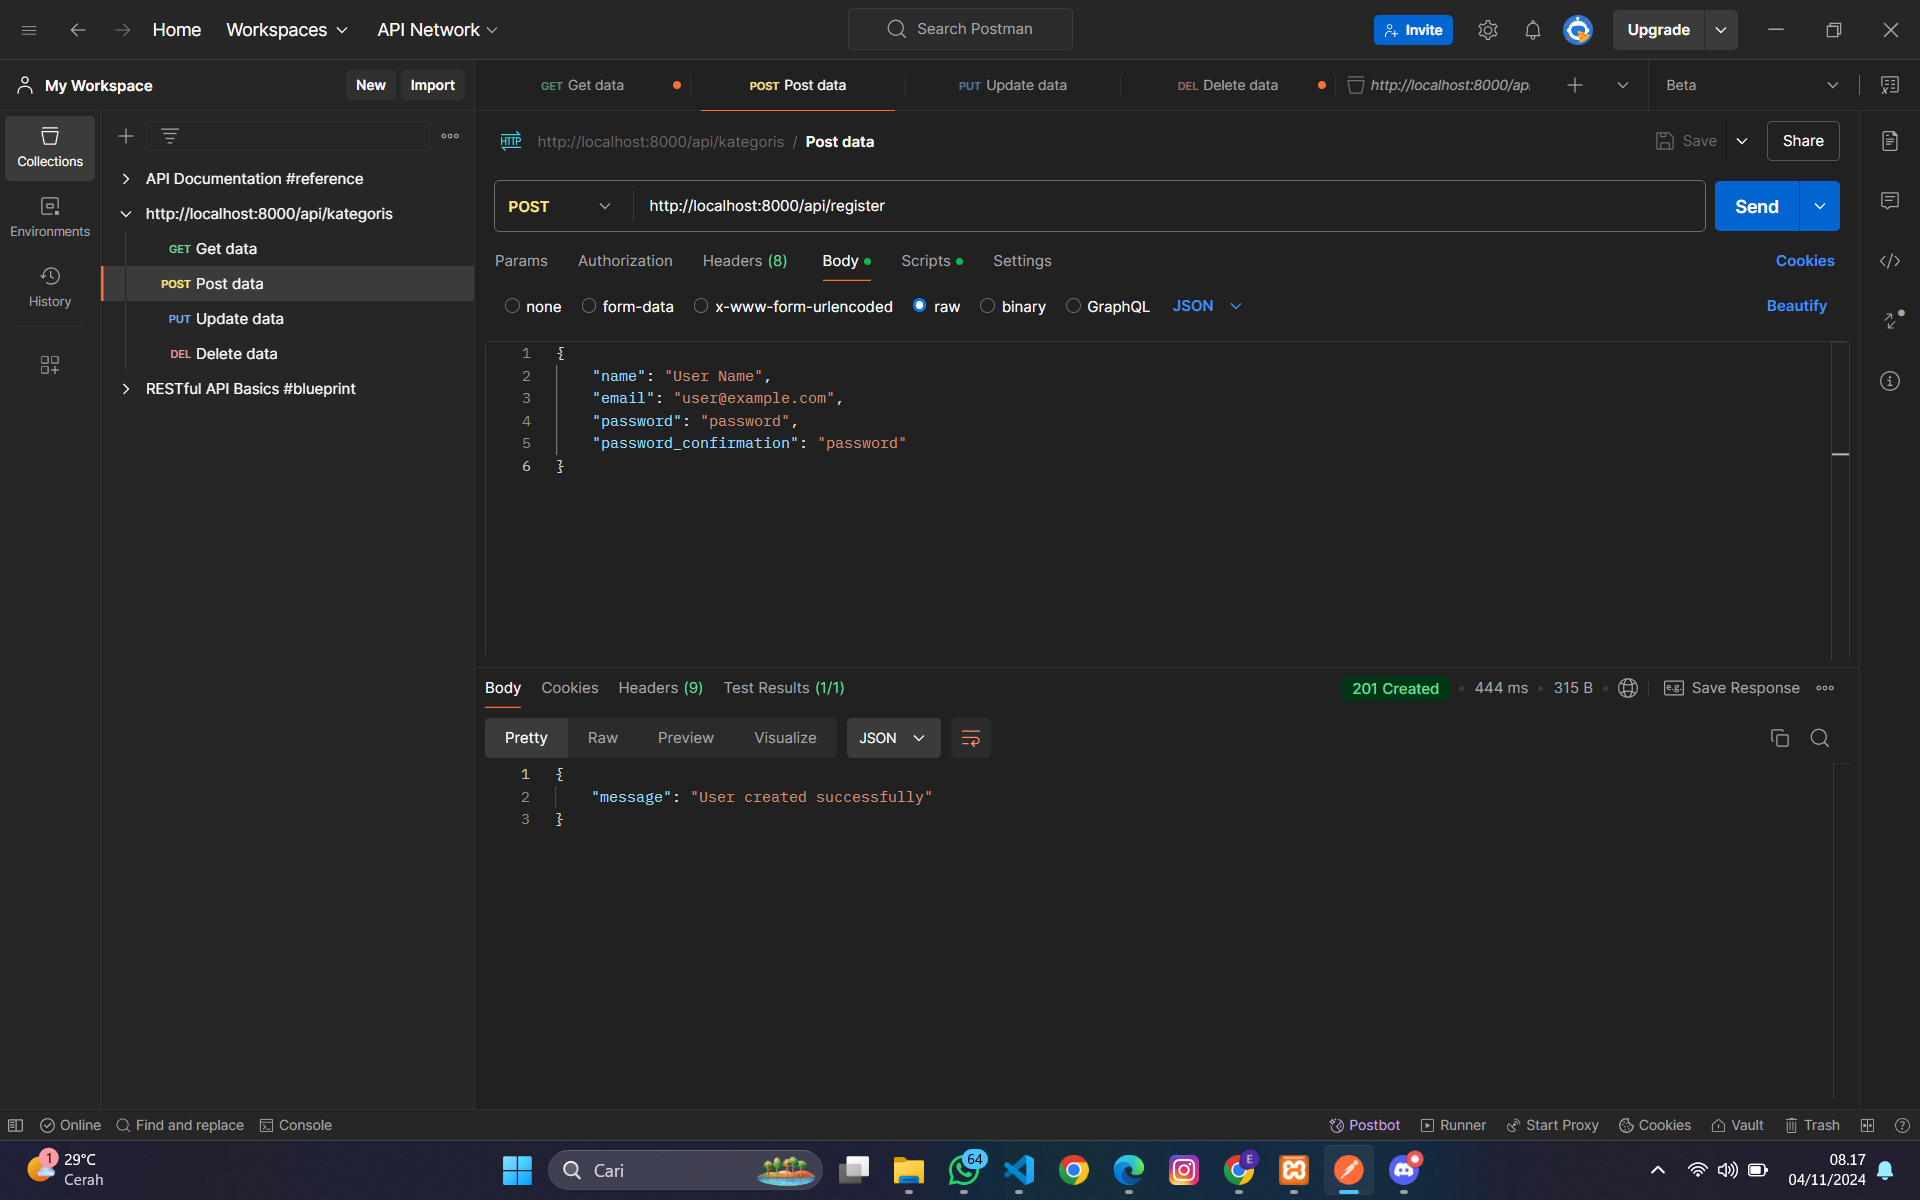 Home Workspaces API Network Search Postman Invite Upgrade
My Workspace New Import
GET Get data POST Post data PUT Update data DEL Delete data http://localhost:8000/ap Beta
Collections
Environments
History
API Documentation #reference
http://localhost:8000/api/kategoris
GET Get data
POST Post data
PUT Update data
DEL Delete data
RESTful API Basics #blueprint
HTTP http://localhost:8000/api/kategoris / Post data Save Share
POST http://localhost:8000/api/register Send
Params Authorization Headers (8) Body Scripts Settings Cookies
none form-data x-www-form-urlencoded raw binary GraphQL JSON Beautify
1 {
2 "name": "User Name",
3 "email": "user@example.com",
4 "password": "password",
5 "password_confirmation": "password"
6 }
Body Cookies Headers (9) Test Results (1/1) 201 Created 444 ms 315 B e.g. Save Response
Pretty Raw Preview Visualize JSON
1 {
2 "message": "User created successfully"
3 }
Online Find and replace Console Postbot Runner Start Proxy Cookies Vault Trash
1 29°C
Cerah
Cari
64
E
08.17
04/11/2024